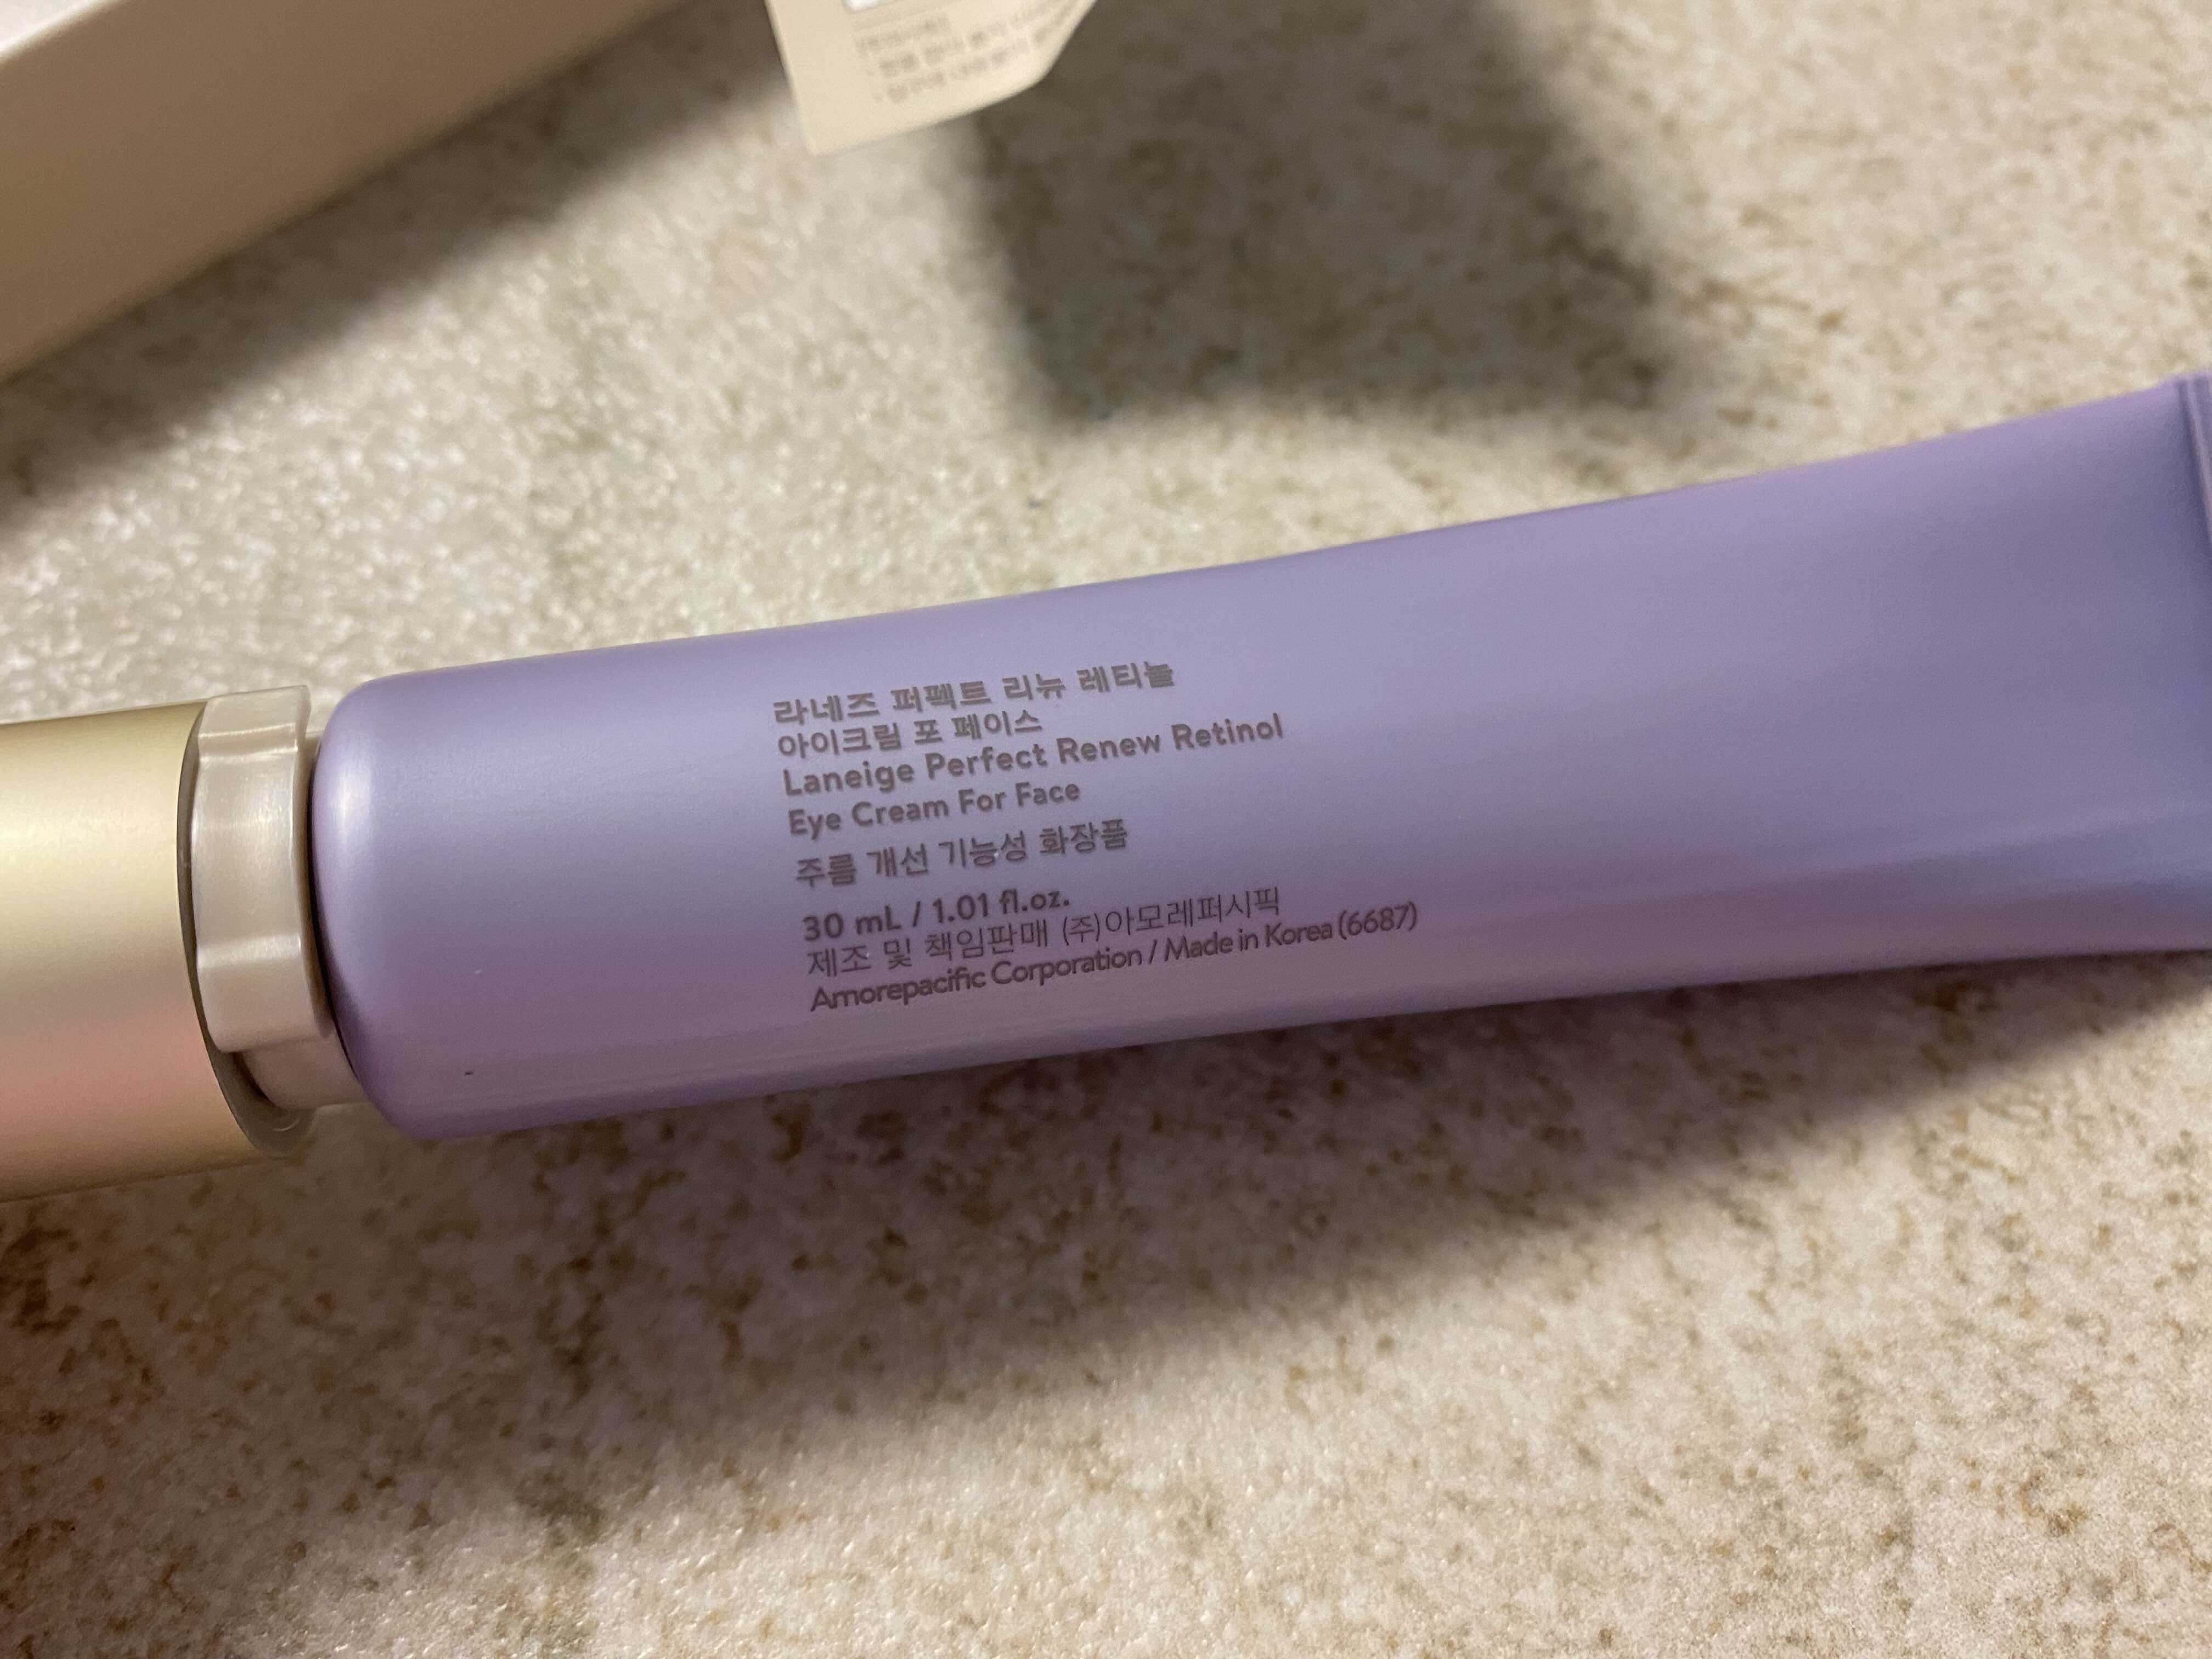 라네즈 퍼펙트 리뉴 레티놀
아이크림 포 페이스
Laneige Perfect Renew Retinol
Eye Cream For Face
주름 개선 기능성 화장품
30 mL / 1.01 fl.oz.
제조 및 책임판매 (주)아모레퍼시픽
Amorepacific Corporation / Made in Korea (6687)